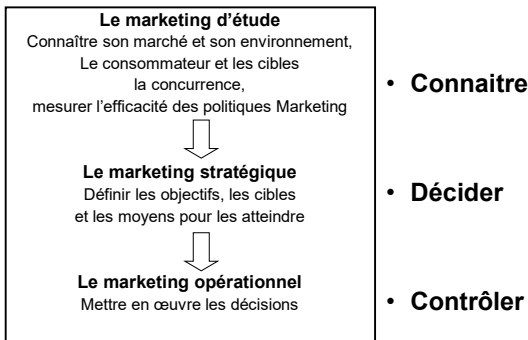 Le marketing d'étude
Connaître son marché et son environnement,
Le consommateur et les cibles
la concurrence,
mesurer l'efficacité des politiques Marketing
• Connaitre
Le marketing stratégique
Définir les objectifs, les cibles
et les moyens pour les atteindre
• Décider
Le marketing opérationnel
Mettre en œuvre les décisions
• Contrôler